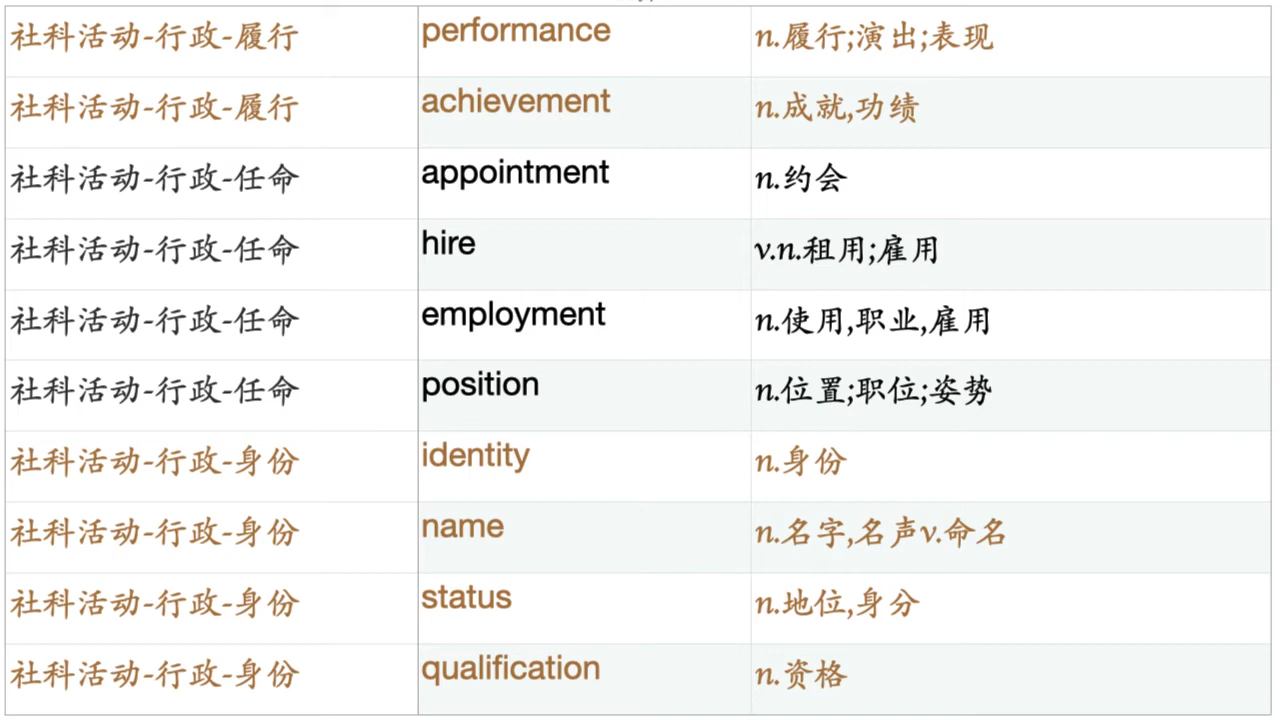 社科活动-行政-履行 performance n.履行;演出;表现
社科活动-行政-履行 achievement n.成就,功绩
社科活动-行政-任命 appointment n.约会
社科活动-行政-任命 hire v.n.租用;雇用
社科活动-行政-任命 employment n.使用,职业,雇用
社科活动-行政-任命 position n.位置;职位;姿势
社科活动-行政-身份 identity n.身份
社科活动-行政-身份 name n.名字,名声v.命名
社科活动-行政-身份 status n.地位,身分
社科活动-行政-身份 qualification n.资格